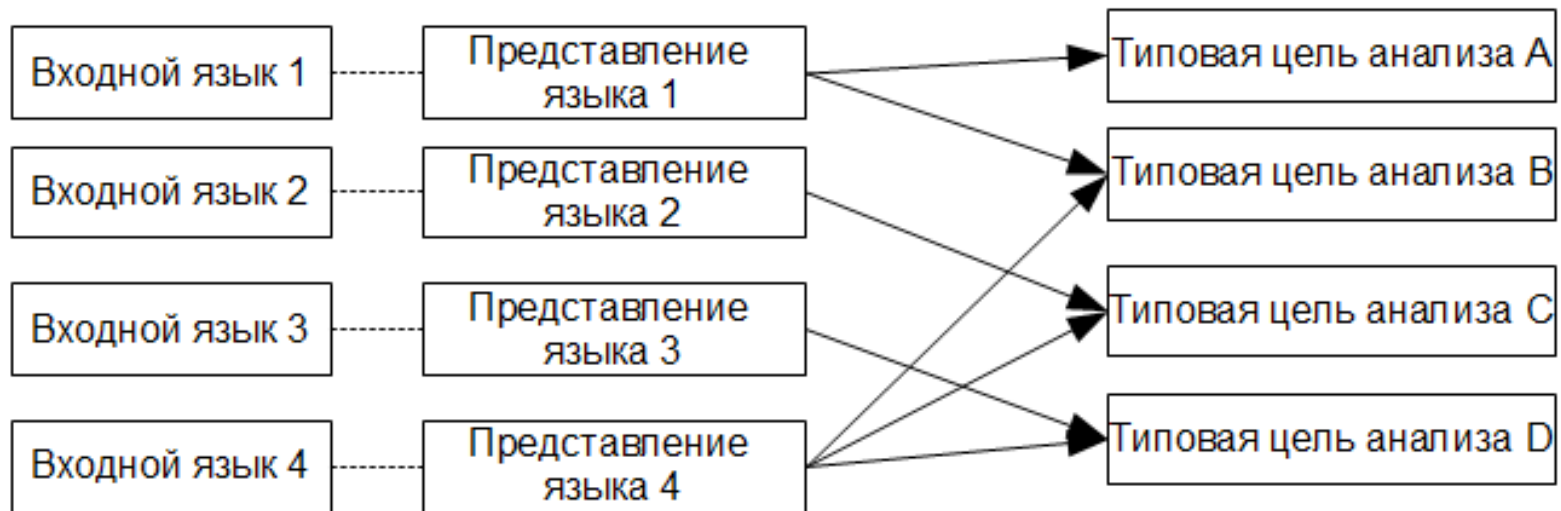 Входной язык 1
Представление
языка 1
Типовая цель анализа A
Входной язык 2
Представление
языка 2
Типовая цель анализа B
Входной язык 3
Представление
языка 3
Типовая цель анализа C
Входной язык 4
Представление
языка 4
Типовая цель анализа D